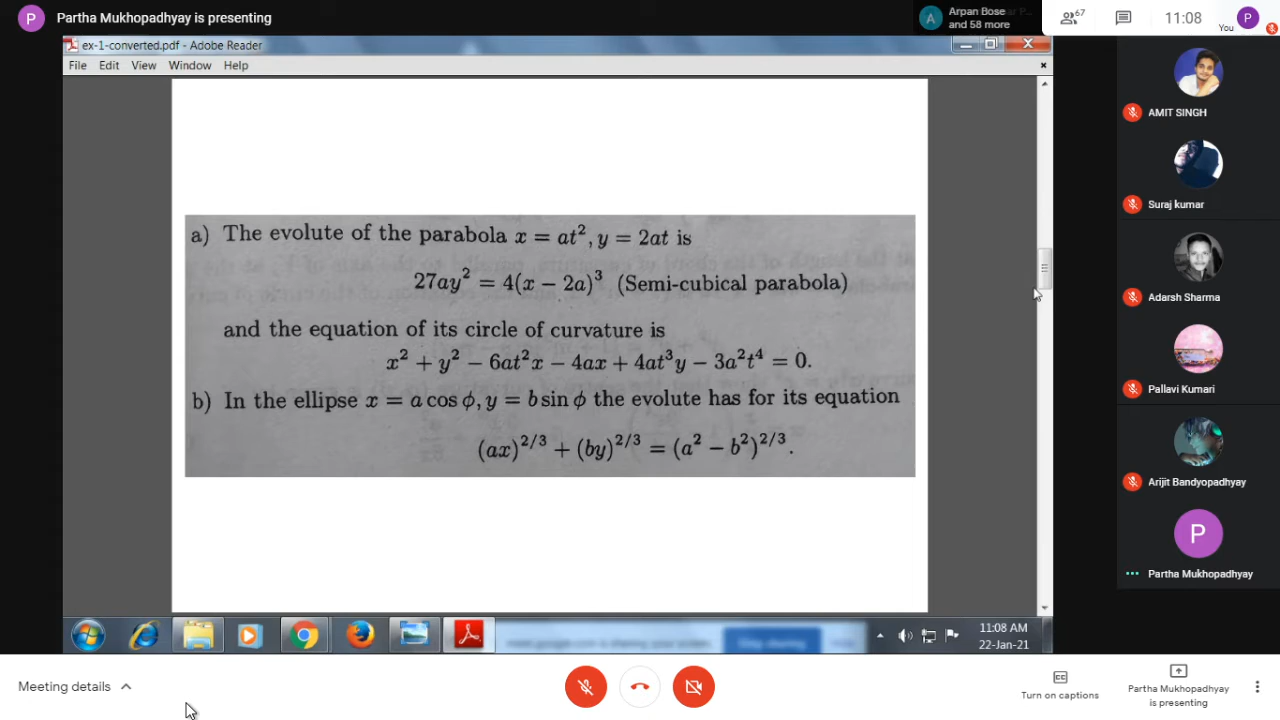 P Partha Mukhopadhyay is presenting
A Arpan Bose
and 58 more
67
11:08
You
P
ex-1-converted.pdf - Adobe Reader
File Edit View Window Help
a) The evolute of the parabola x = at², y = 2at is
27ay² = 4(x − 2a)³ (Semi-cubical parabola)
and the equation of its circle of curvature is
x² + y² − 6at²x − 4ax + 4at³y − 3a²t⁴ = 0.
b) In the ellipse x = a cos ϕ, y = b sin ϕ the evolute has for its equation
(ax)^2/3 + (by)^2/3 = (a² − b²)^2/3.
AMIT SINGH
Suraj kumar
Adarsh Sharma
Pallavi Kumari
Arijit Bandyopadhyay
P
Partha Mukhopadhyay
11:08 AM
22-Jan-21
Meeting details
CC
Turn on captions
Partha Mukhopadhyay
is presenting